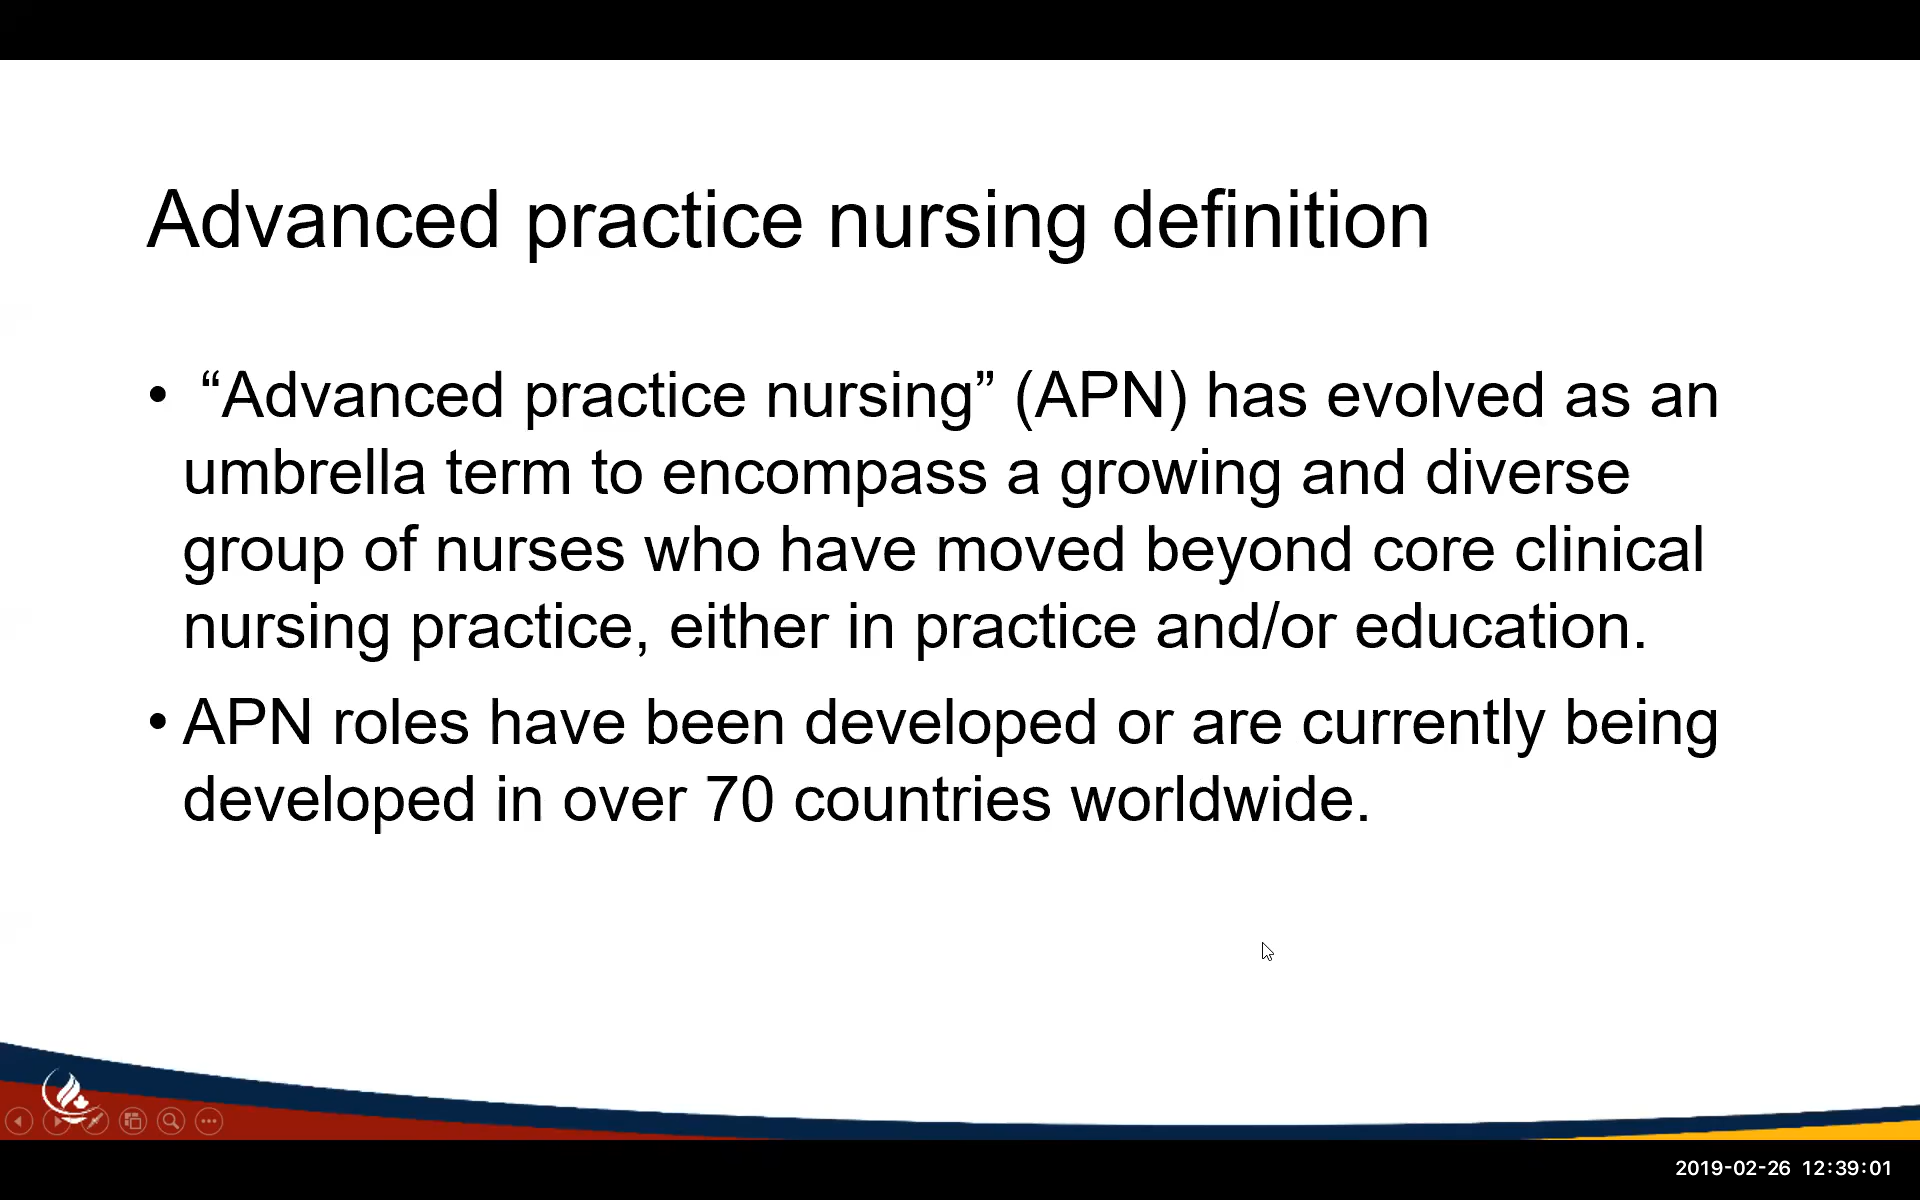 Advanced practice nursing definition
• “Advanced practice nursing” (APN) has evolved as an
umbrella term to encompass a growing and diverse
group of nurses who have moved beyond core clinical
nursing practice, either in practice and/or education.
• APN roles have been developed or are currently being
developed in over 70 countries worldwide.
2019-02-26 12:39:01